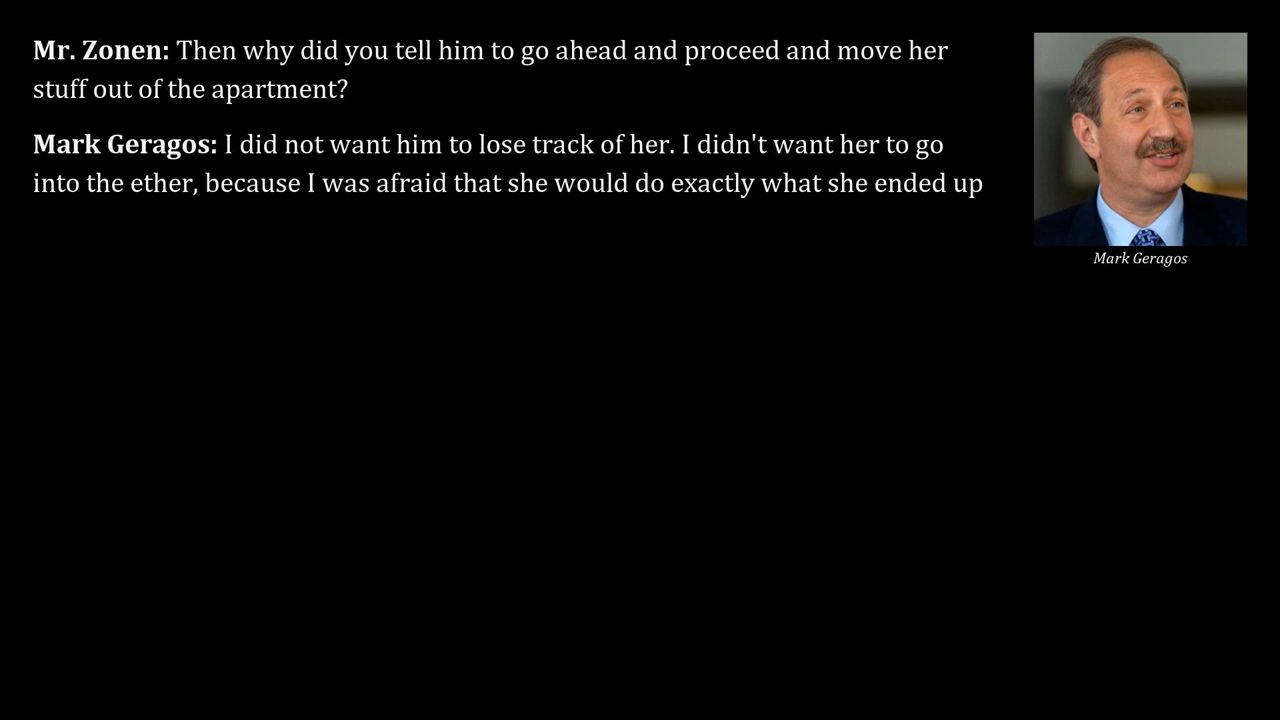 Mr. Zonen: Then why did you tell him to go ahead and proceed and move her
stuff out of the apartment?
Mark Geragos: I did not want him to lose track of her. I didn't want her to go
into the ether, because I was afraid that she would do exactly what she ended up
Mark Geragos